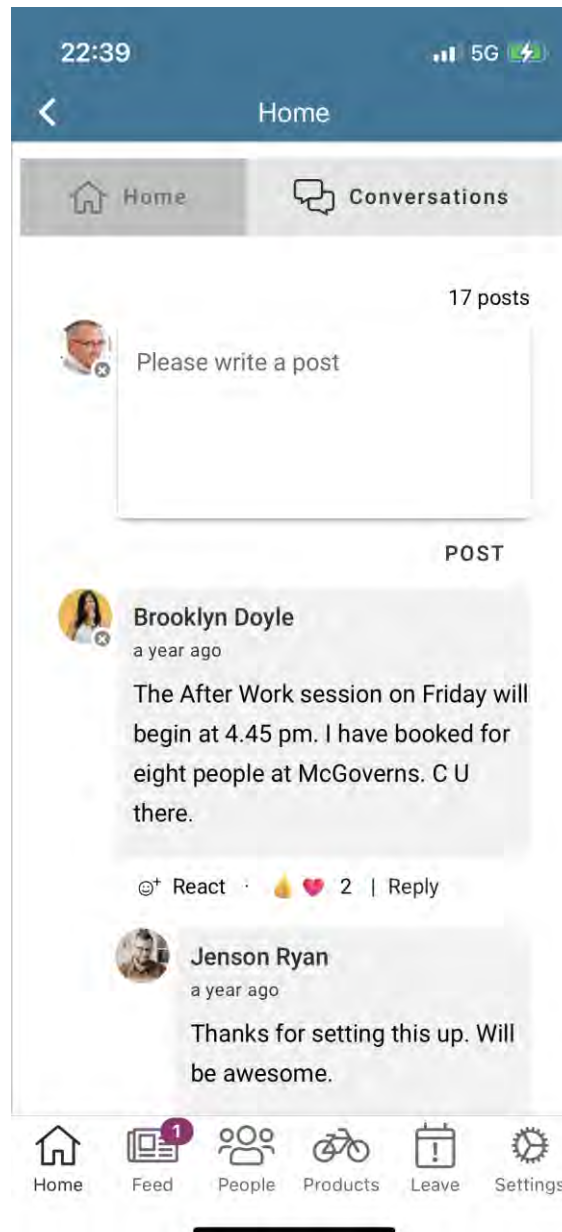 22:39
5G
Home
Home
Conversations
17 posts
Please write a post
POST
Brooklyn Doyle
a year ago
The After Work session on Friday will
begin at 4.45 pm. I have booked for
eight people at McGoverns. C U
there.
React · 2 | Reply
Jenson Ryan
a year ago
Thanks for setting this up. Will
be awesome.
1
Home Feed People Products Leave Settings